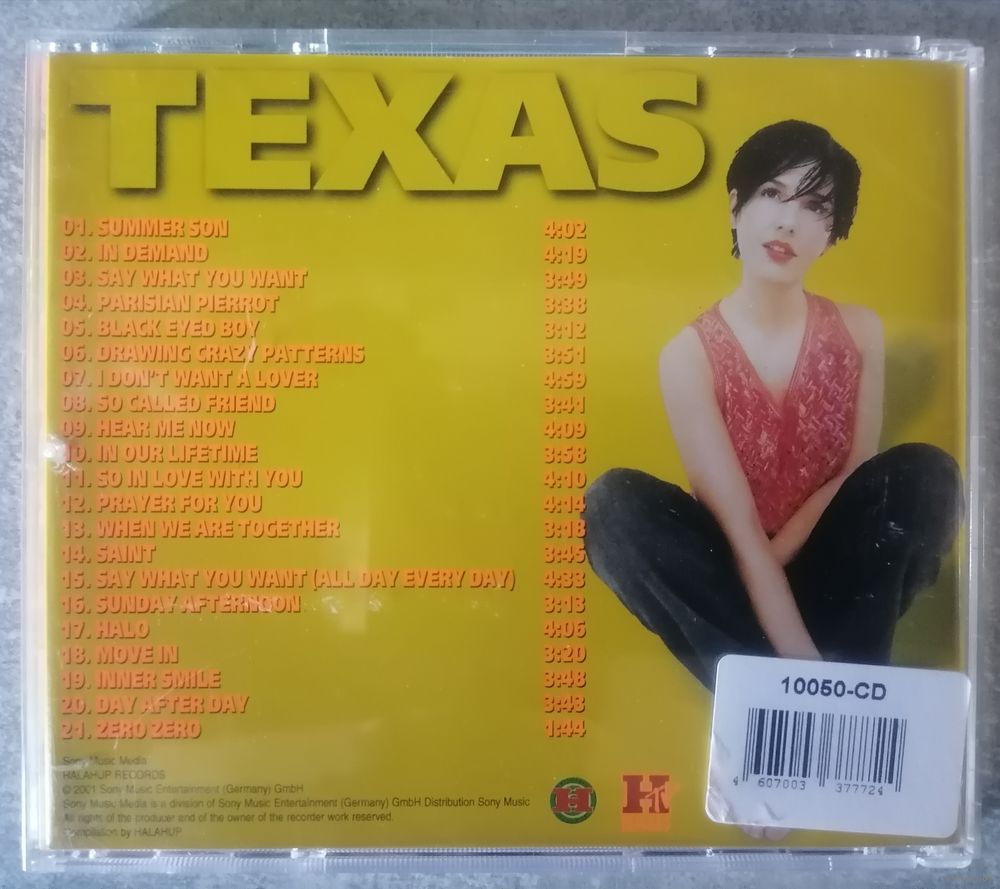 TEXAS
01. SUMMER SON 4:02
02. IN DEMAND 4:19
03. SAY WHAT YOU WANT 3:49
04. PARISIAN PIERROT 3:38
05. BLACK EYED BOY 3:12
06. DRAWING CRAZY PATTERNS 3:51
07. I DON'T WANT A LOVER 4:59
08. SO CALLED FRIEND 3:41
09. HEAR ME NOW 4:09
10. IN OUR LIFETIME 3:58
11. SO IN LOVE WITH YOU 4:10
12. PRAYER FOR YOU 4:14
13. WHEN WE ARE TOGETHER 3:18
14. SAINT 3:45
15. SAY WHAT YOU WANT (ALL DAY EVERY DAY) 4:33
16. SUNDAY AFTERNOON 3:13
17. HALO 4:06
18. MOVE IN 3:20
19. INNER SMILE 3:48
20. DAY AFTER DAY 3:43
21. ZERO ZERO 1:44
Sony Music Media
HALAHUP RECORDS
© 2001 Sony Music Entertainment (Germany) GmbH
Sony Music Media is a division of Sony Music Entertainment (Germany) GmbH Distribution Sony Music
All rights of the producer and of the owner of the recorder work reserved.
Compilation by HALAHUP
H
HTV
10050-CD
4 607003 377724